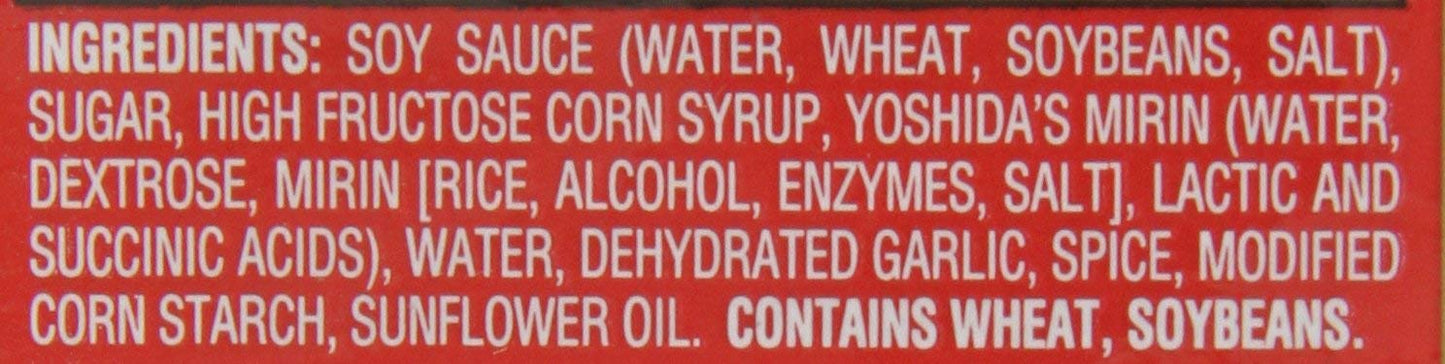 INGREDIENTS: SOY SAUCE (WATER, WHEAT, SOYBEANS, SALT),
SUGAR, HIGH FRUCTOSE CORN SYRUP, YOSHIDA'S MIRIN (WATER,
DEXTROSE, MIRIN [RICE, ALCOHOL, ENZYMES, SALT], LACTIC AND
SUCCINIC ACIDS), WATER, DEHYDRATED GARLIC, SPICE, MODIFIED
CORN STARCH, SUNFLOWER OIL. CONTAINS WHEAT, SOYBEANS.